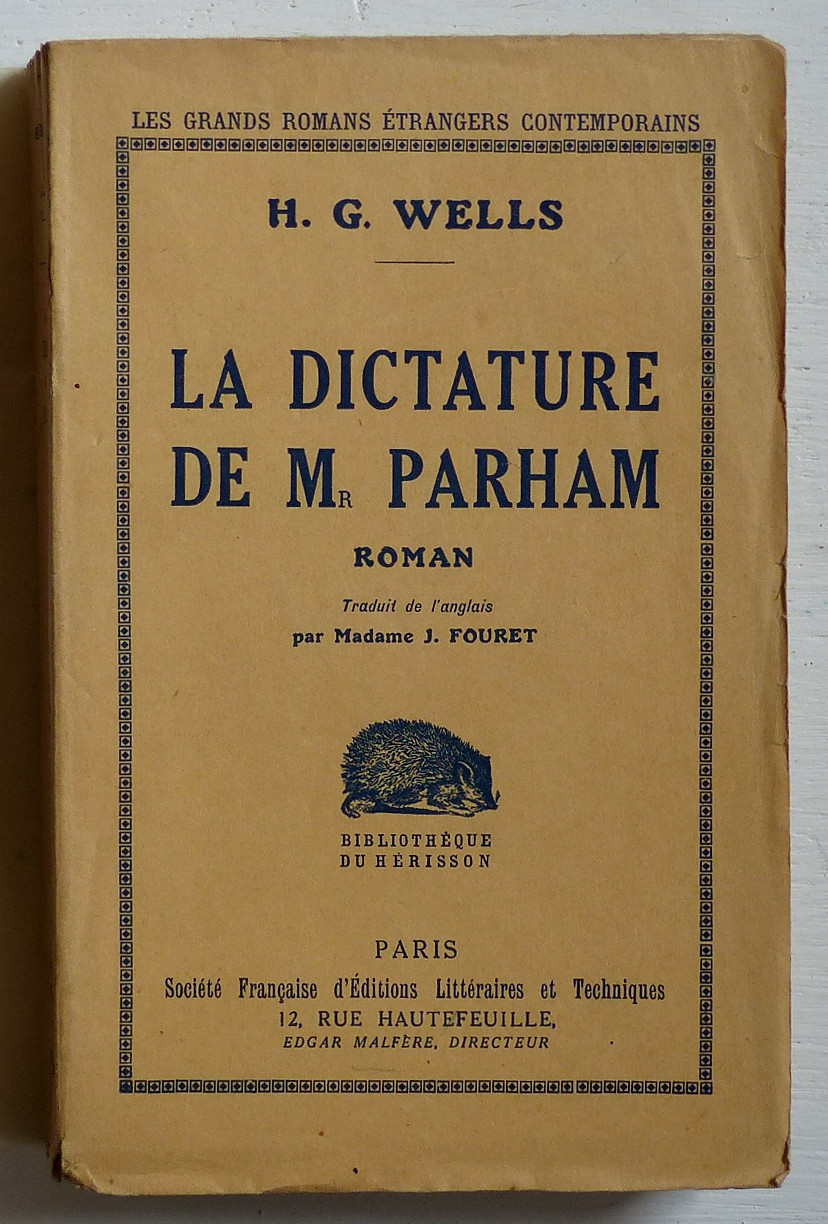 LES GRANDS ROMANS ÉTRANGERS CONTEMPORAINS
H. G. WELLS
LA DICTATURE
DE MR PARHAM
ROMAN
Traduit de l'anglais
par Madame J. FOURET
BIBLIOTHÈQUE
DU HÉRISSON
PARIS
Société Française d'Éditions Littéraires et Techniques
12, RUE HAUTEFEUILLE,
EDGAR MALFÈRE, DIRECTEUR